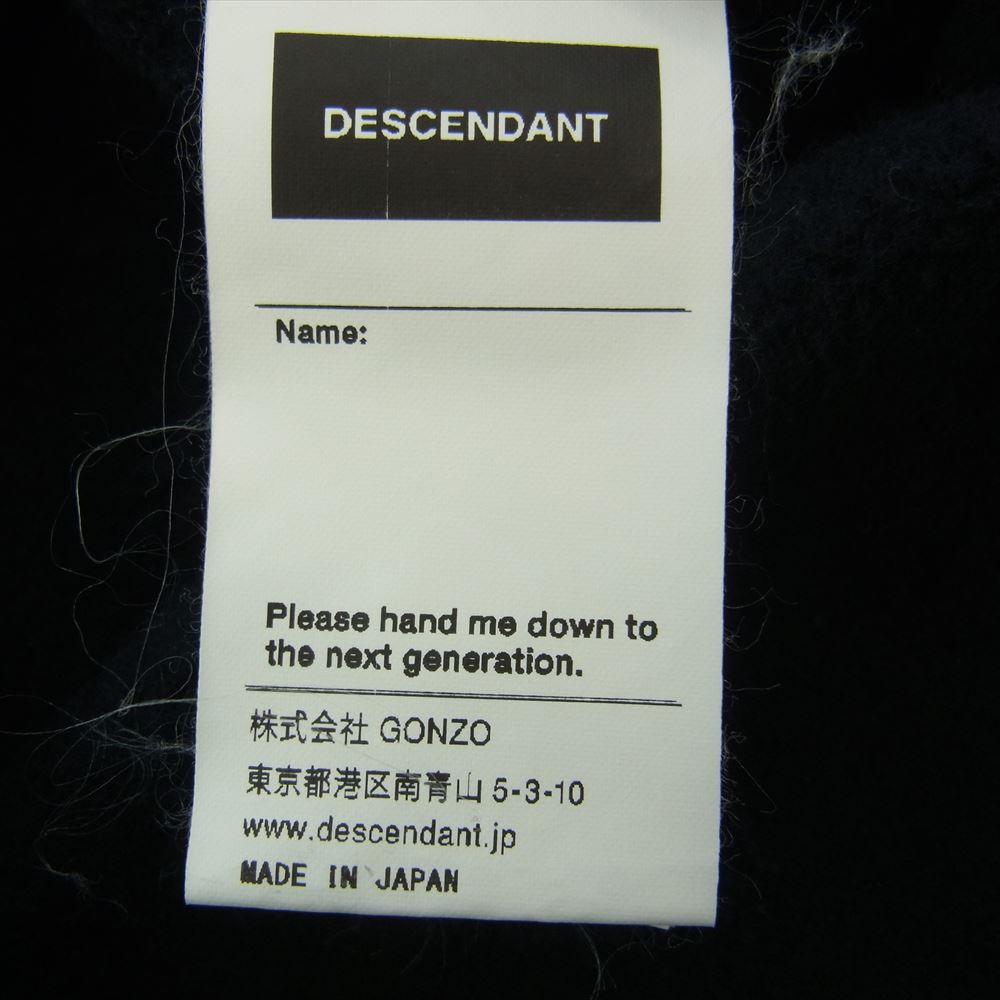 DESCENDANT
Name:
Please hand me down to
the next generation.
株式会社 GONZO
東京都港区南青山 5-3-10
www.descendant.jp
MADE IN JAPAN